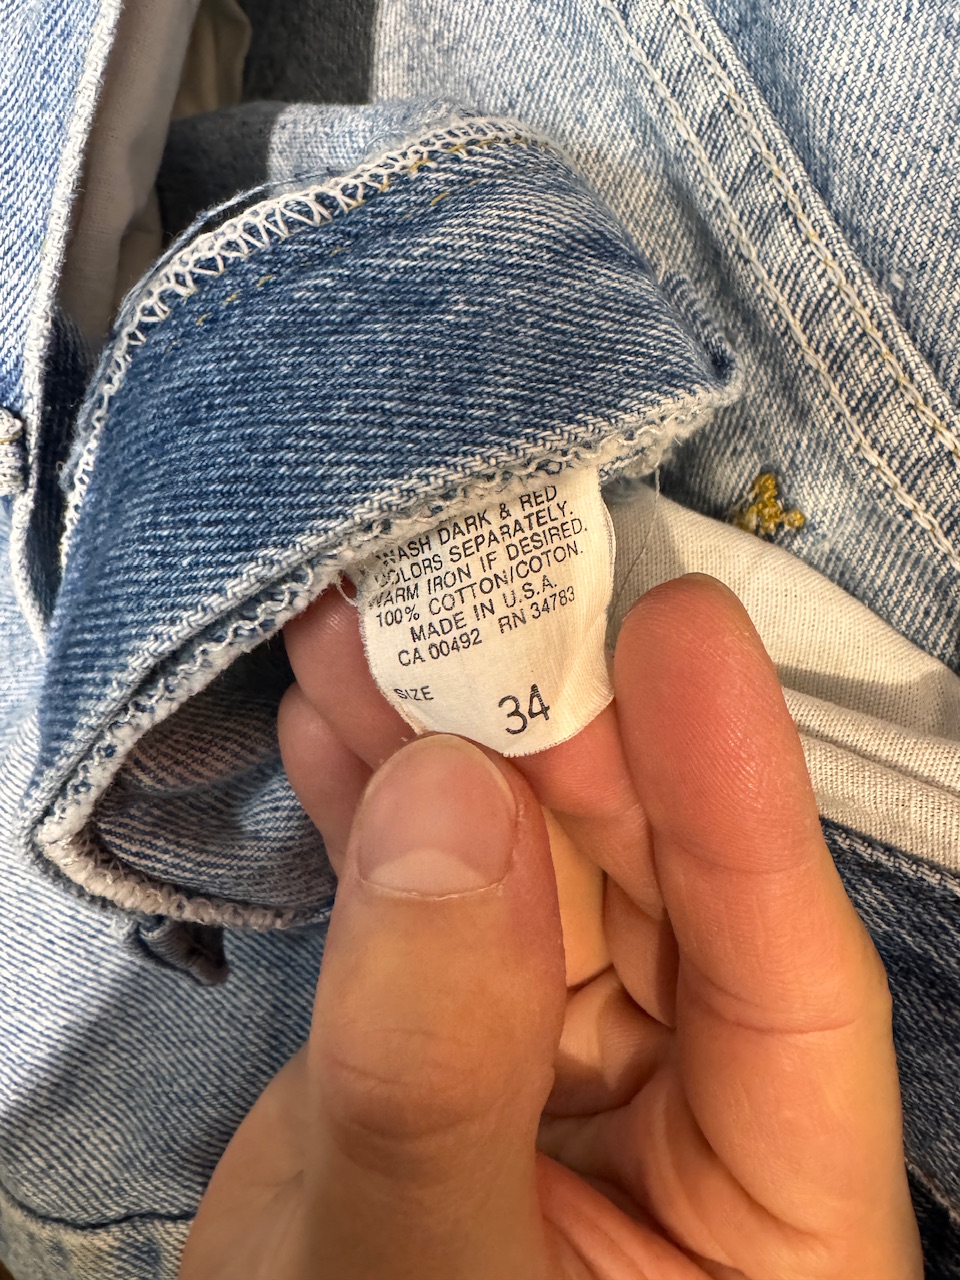 WASH DARK & RED
COLORS SEPARATELY.
WARM IRON IF DESIRED.
100% COTTON/COTON.
MADE IN U.S.A.
CA 00492 RN 34783
SIZE
34